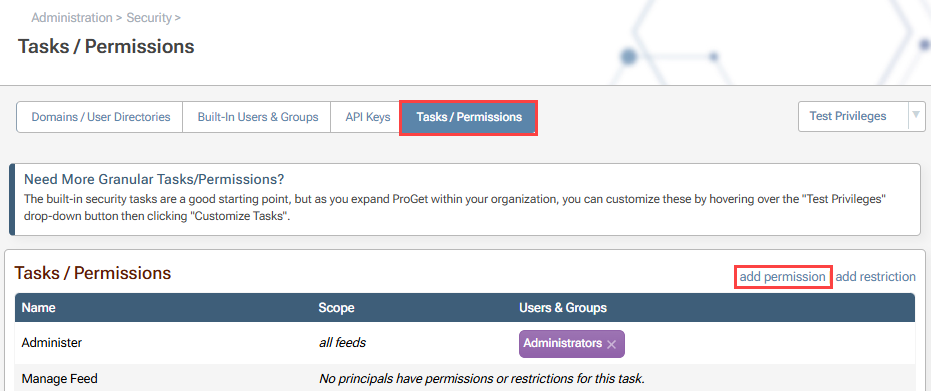 Administration > Security >
Tasks / Permissions
Domains / User Directories Built-In Users & Groups API Keys Tasks / Permissions Test Privileges
Need More Granular Tasks/Permissions?
The built-in security tasks are a good starting point, but as you expand ProGet within your organization, you can customize these by hovering over the "Test Privileges"
drop-down button then clicking "Customize Tasks".
Tasks / Permissions add permission add restriction
Name Scope Users & Groups
Administer all feeds Administrators ×
Manage Feed No principals have permissions or restrictions for this task.